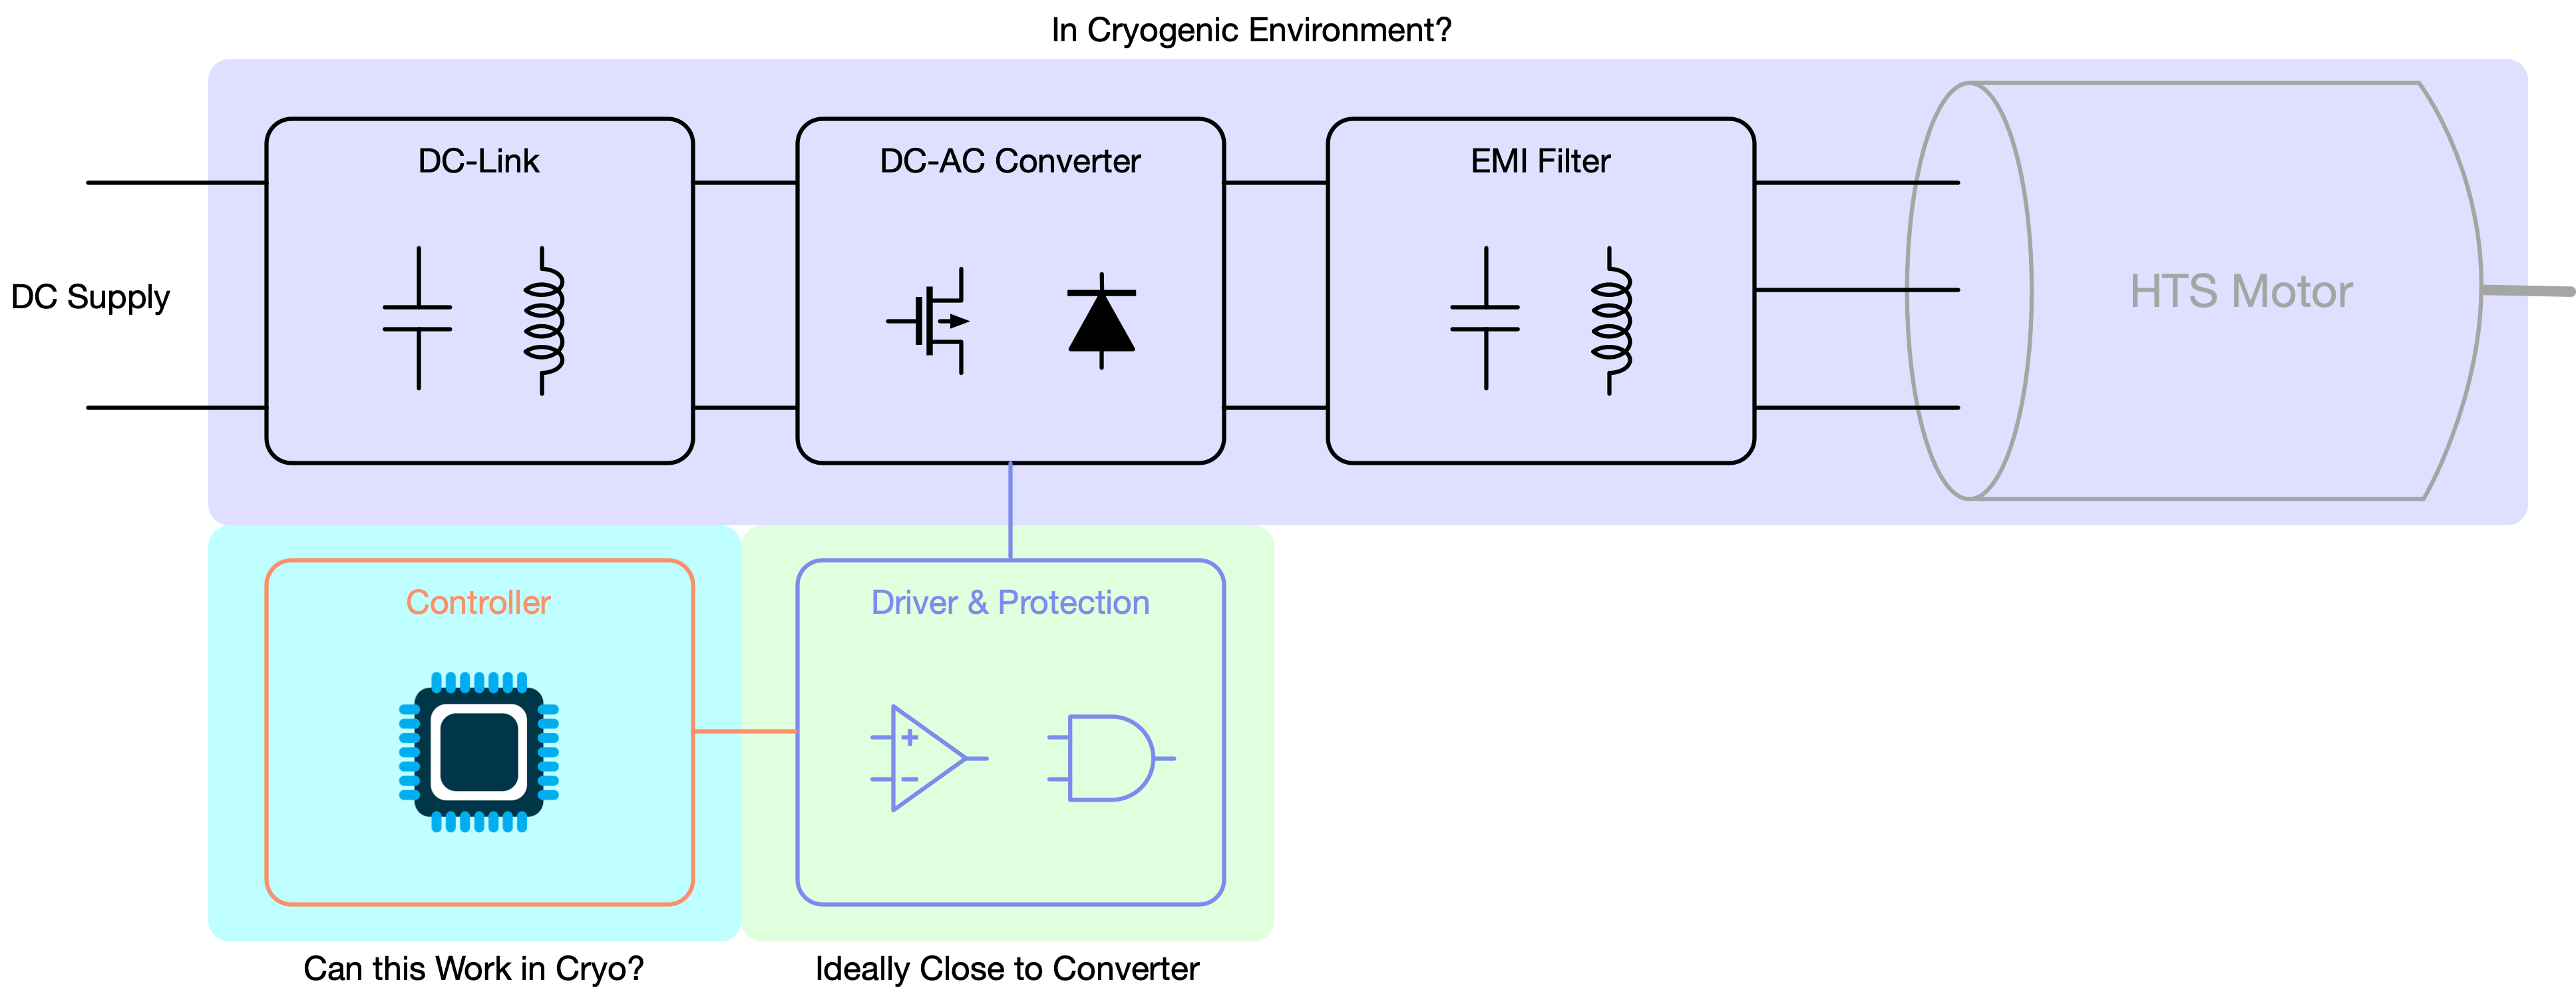 In Cryogenic Environment?
DC-Link
DC-AC Converter
EMI Filter
DC Supply
HTS Motor
Controller
Driver & Protection
Can this Work in Cryo?
Ideally Close to Converter